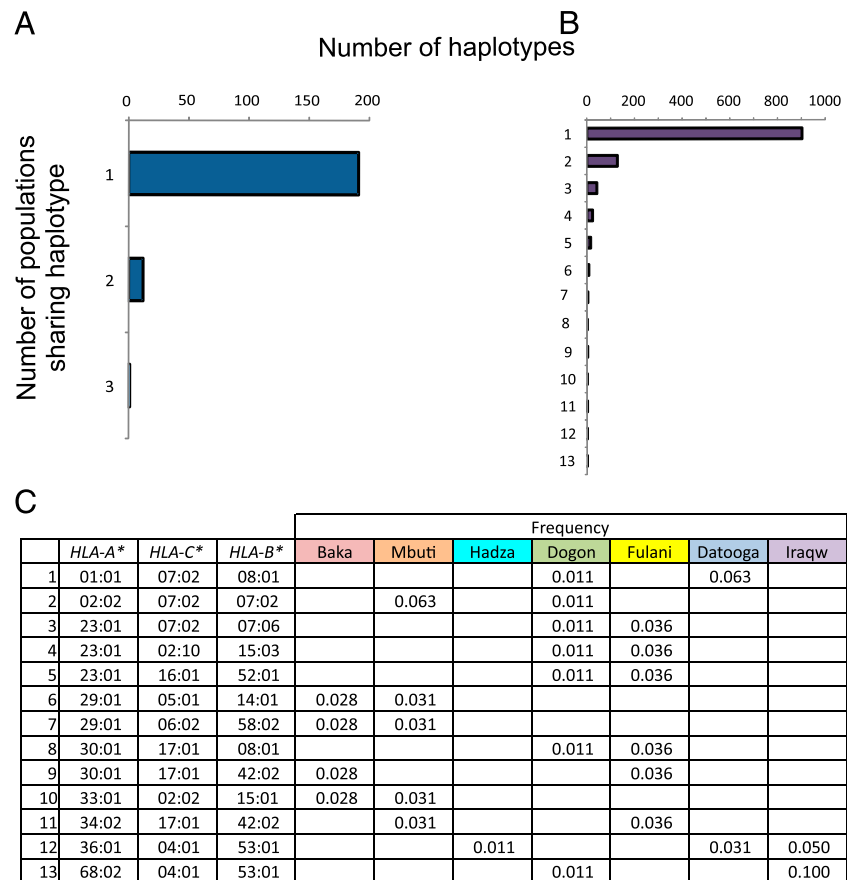 A
B
Number of haplotypes
0 50 100 150 200
0 200 400 600 800 1000
Number of populations
sharing haplotype
1
2
3
1
2
3
4
5
6
7
8
9
10
11
12
13
C
Frequency
HLA-A* HLA-C* HLA-B* Baka Mbuti Hadza Dogon Fulani Datooga Iraqw
1 01:01 07:02 08:01 0.011 0.063
2 02:02 07:02 07:02 0.063 0.011
3 23:01 07:02 07:06 0.011 0.036
4 23:01 02:10 15:03 0.011 0.036
5 23:01 16:01 52:01 0.011 0.036
6 29:01 05:01 14:01 0.028 0.031
7 29:01 06:02 58:02 0.028 0.031
8 30:01 17:01 08:01 0.011 0.036
9 30:01 17:01 42:02 0.028 0.036
10 33:01 02:02 15:01 0.028 0.031
11 34:02 17:01 42:02 0.031 0.036
12 36:01 04:01 53:01 0.011 0.031 0.050
13 68:02 04:01 53:01 0.011 0.100